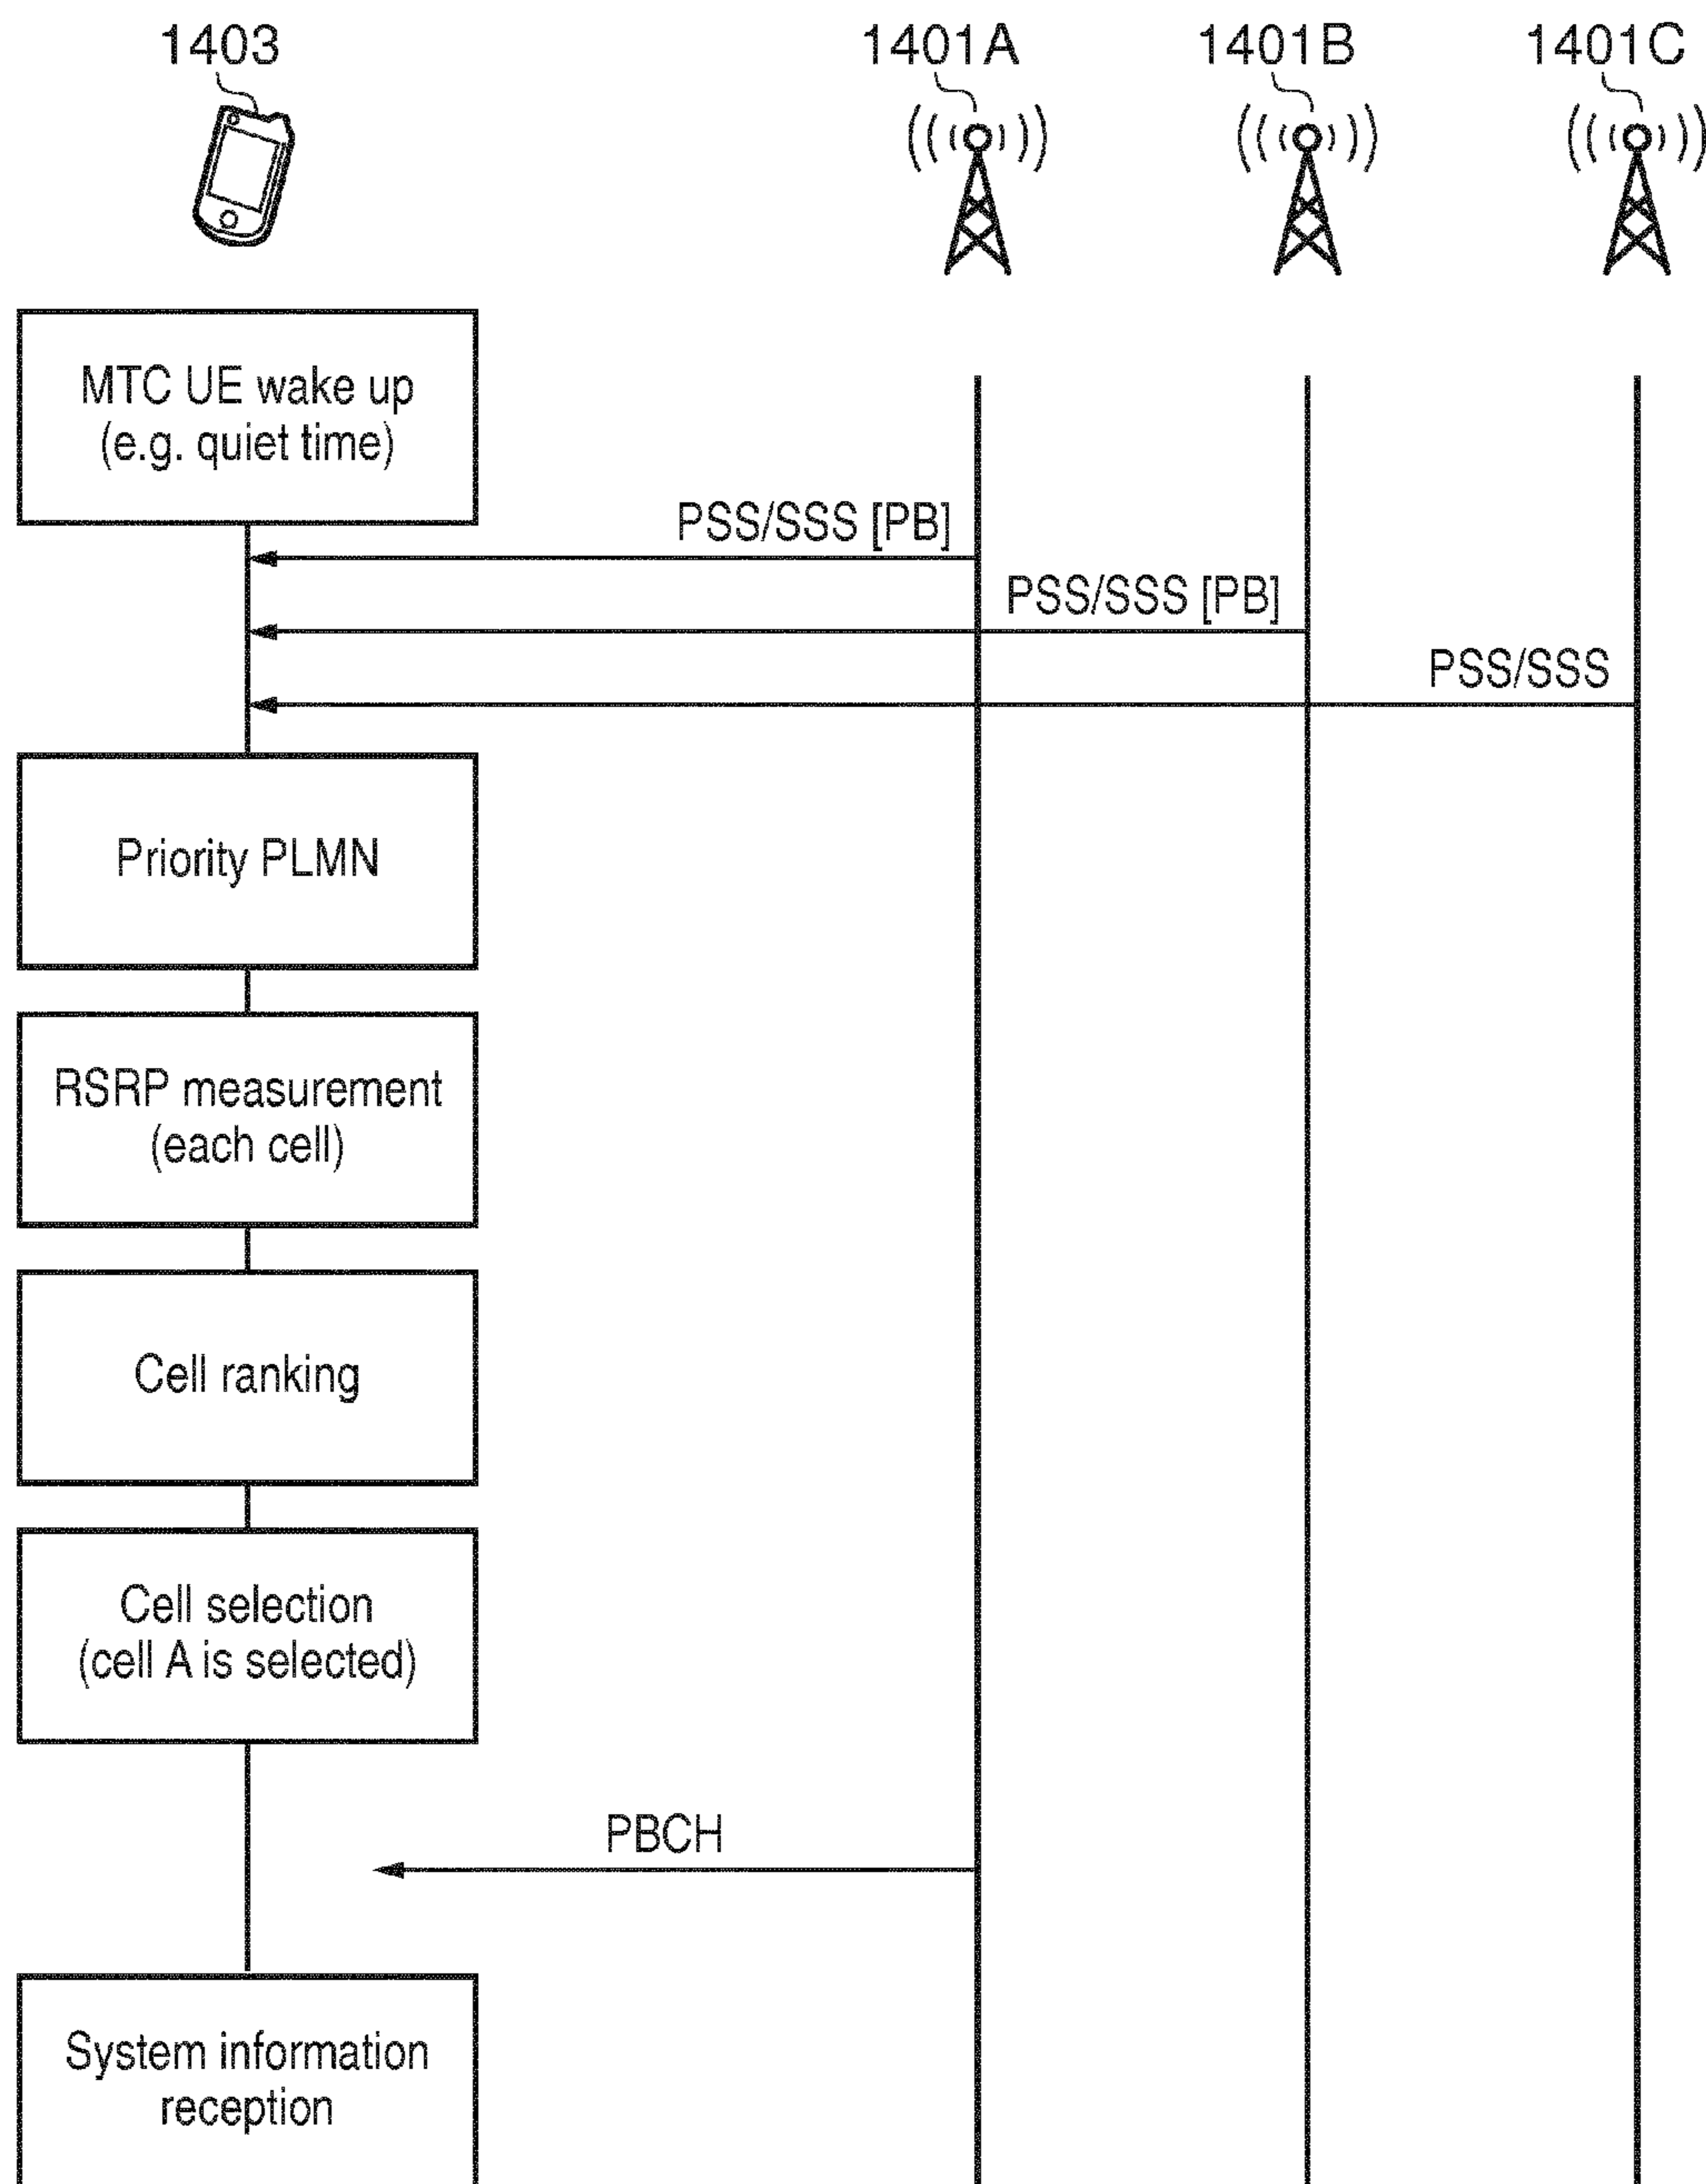 1403
1401A
1401B
1401C
MTC UE wake up
(e.g. quiet time)
PSS/SSS [PB]
PSS/SSS [PB]
PSS/SSS
Priority PLMN
RSRP measurement
(each cell)
Cell ranking
Cell selection
(cell A is selected)
PBCH
System information
reception